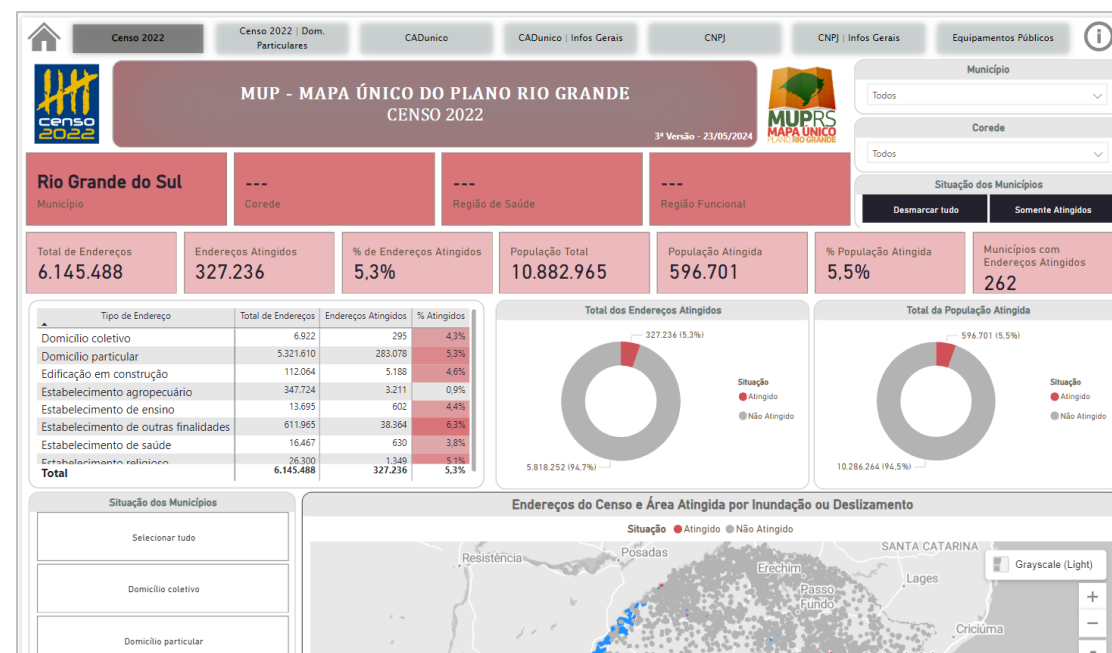 Censo 2022
Censo 2022 | Dom.
Particulares
CADunico
CADunico | Infos Gerais
CNPJ
CNPJ | Infos Gerais
Equipamentos Públicos
i
censo
2022
MUP - MAPA ÚNICO DO PLANO RIO GRANDE
CENSO 2022
3ª Versão - 23/05/2024
MUPRS
MAPA ÚNICO
PLANO RIO GRANDE
Município
Todos
Corede
Todos
Situação dos Municípios
Desmarcar tudo
Somente Atingidos
Rio Grande do Sul
Município
---
Corede
---
Região de Saúde
---
Região Funcional
Total de Endereços
6.145.488
Endereços Atingidos
327.236
% de Endereços Atingidos
5,3%
População Total
10.882.965
População Atingida
596.701
% População Atingida
5,5%
Municípios com
Endereços Atingidos
262
Tipo de Endereço Total de Endereços Endereços Atingidos % Atingidos
Domicílio coletivo 6.922 295 4,3%
Domicílio particular 5.321.610 283.078 5,3%
Edificação em construção 112.064 5.188 4,6%
Estabelecimento agropecuário 347.724 3.211 0,9%
Estabelecimento de ensino 13.695 602 4,4%
Estabelecimento de outras finalidades 611.965 38.364 6,3%
Estabelecimento de saúde 16.467 630 3,8%
Estabelecimento religioso 26.300 1.349 5,1%
Total 6.145.488 327.236 5,3%
Total dos Endereços Atingidos
327.236 (5,3%)
Situação
Atingido
Não Atingido
5.818.252 (94,7%)
Total da População Atingida
596.701 (5,5%)
Situação
Atingido
Não Atingido
10.286.264 (94,5%)
Situação dos Municípios
Selecionar tudo
Domicílio coletivo
Domicílio particular
Endereços do Censo e Área Atingida por Inundação ou Deslizamento
Situação Atingido Não Atingido
Resistência
Posadas
SANTA CATARINA
Erechim
Passo
Fundo
Lages
Criciúma
Grayscale (Light)
+
−